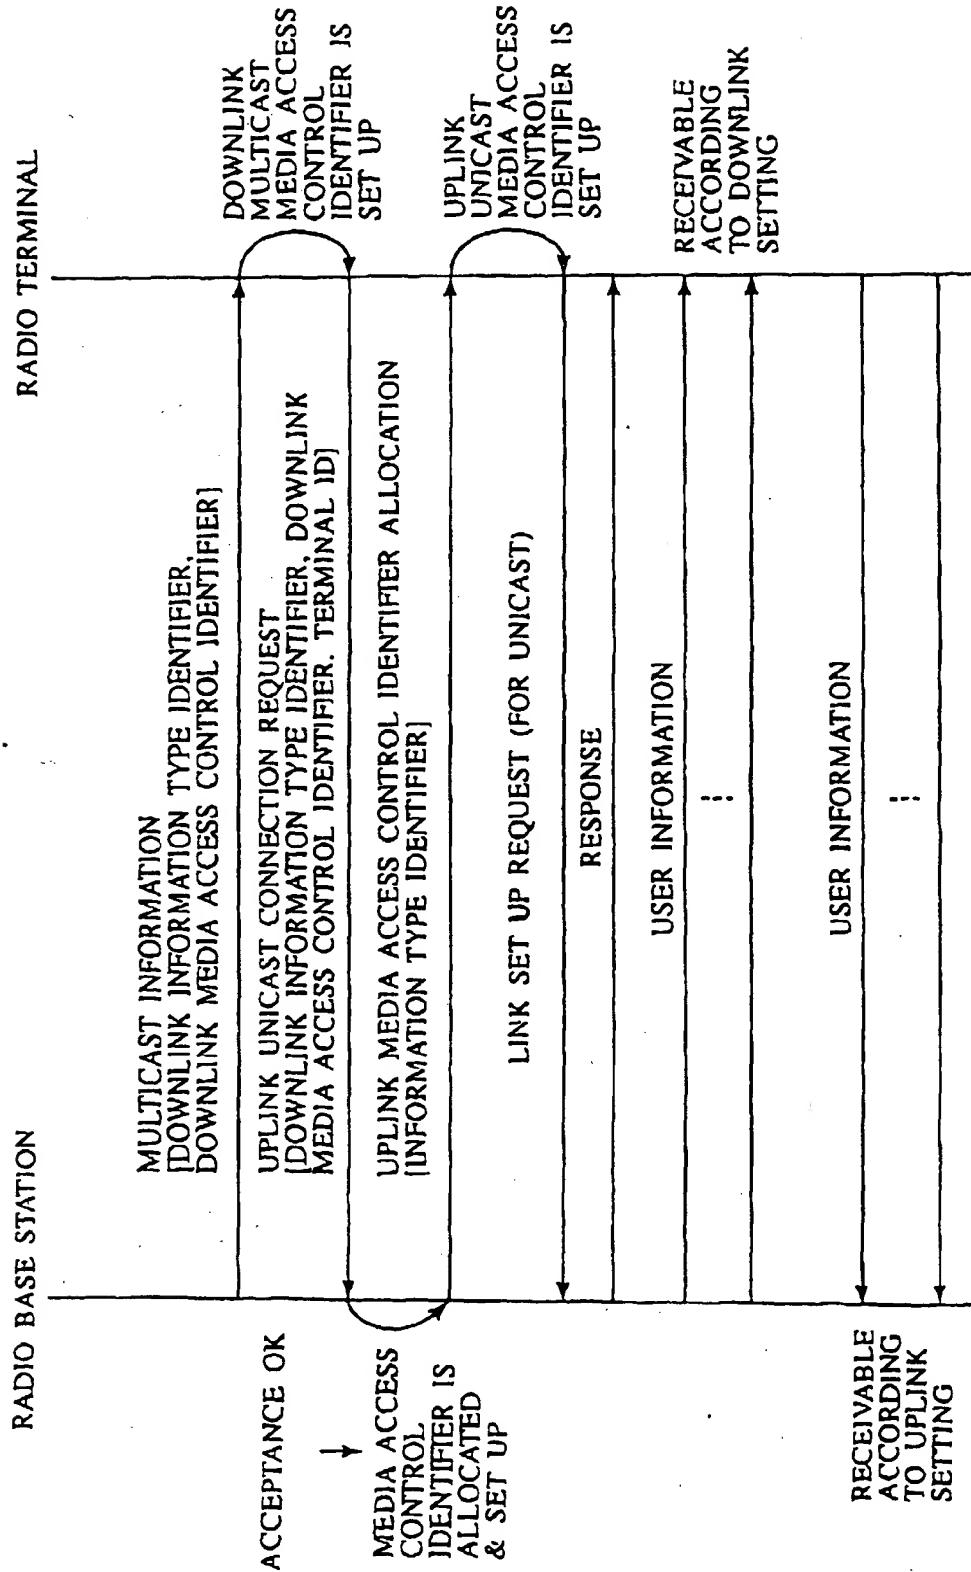 RADIO BASE STATION
RADIO TERMINAL
MULTICAST INFORMATION
[DOWNLINK INFORMATION TYPE IDENTIFIER,
DOWNLINK MEDIA ACCESS CONTROL IDENTIFIER]
DOWNLINK
MULTICAST
MEDIA ACCESS
CONTROL
IDENTIFIER IS
SET UP
UPLINK UNICAST CONNECTION REQUEST
[DOWNLINK INFORMATION TYPE IDENTIFIER, DOWNLINK
MEDIA ACCESS CONTROL IDENTIFIER. TERMINAL ID]
ACCEPTANCE OK
MEDIA ACCESS
CONTROL
IDENTIFIER IS
ALLOCATED
& SET UP
UPLINK MEDIA ACCESS CONTROL IDENTIFIER ALLOCATION
[INFORMATION TYPE IDENTIFIER]
UPLINK
UNICAST
MEDIA ACCESS
CONTROL
IDENTIFIER IS
SET UP
LINK SET UP REQUEST (FOR UNICAST)
RESPONSE
USER INFORMATION
RECEIVABLE
ACCORDING
TO DOWNLINK
SETTING
USER INFORMATION
RECEIVABLE
ACCORDING
TO UPLINK
SETTING